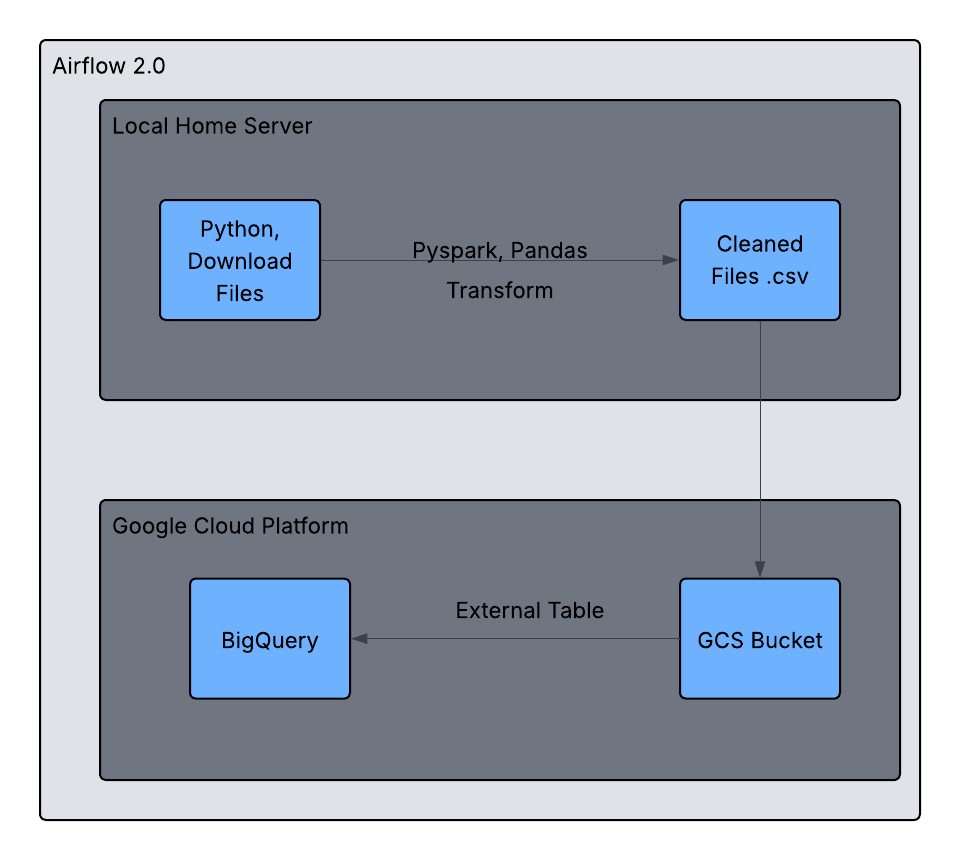 Airflow 2.0
Local Home Server
Python,
Download
Files
Pyspark, Pandas
Transform
Cleaned
Files .csv
Google Cloud Platform
BigQuery
External Table
GCS Bucket